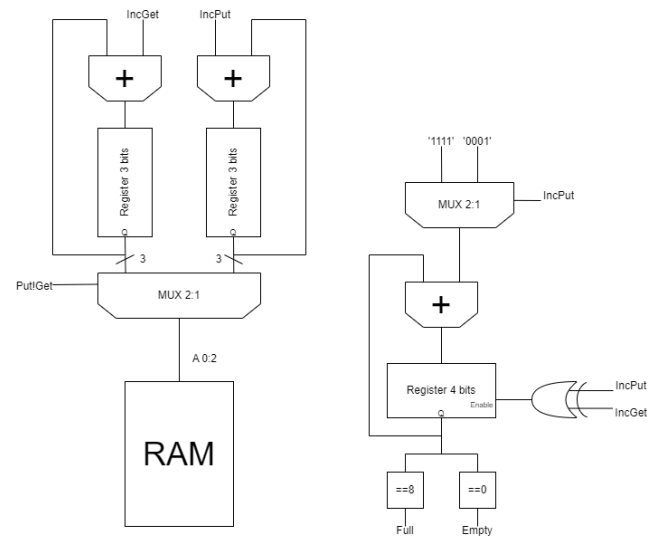 IncGet
IncPut
+
+
Register 3 bits
Q
Register 3 bits
Q
3
3
Put!Get
MUX 2:1
A 0:2
RAM
'1111' '0001'
MUX 2:1
IncPut
+
Register 4 bits
Enable
Q
IncPut
IncGet
==8
==0
Full
Empty